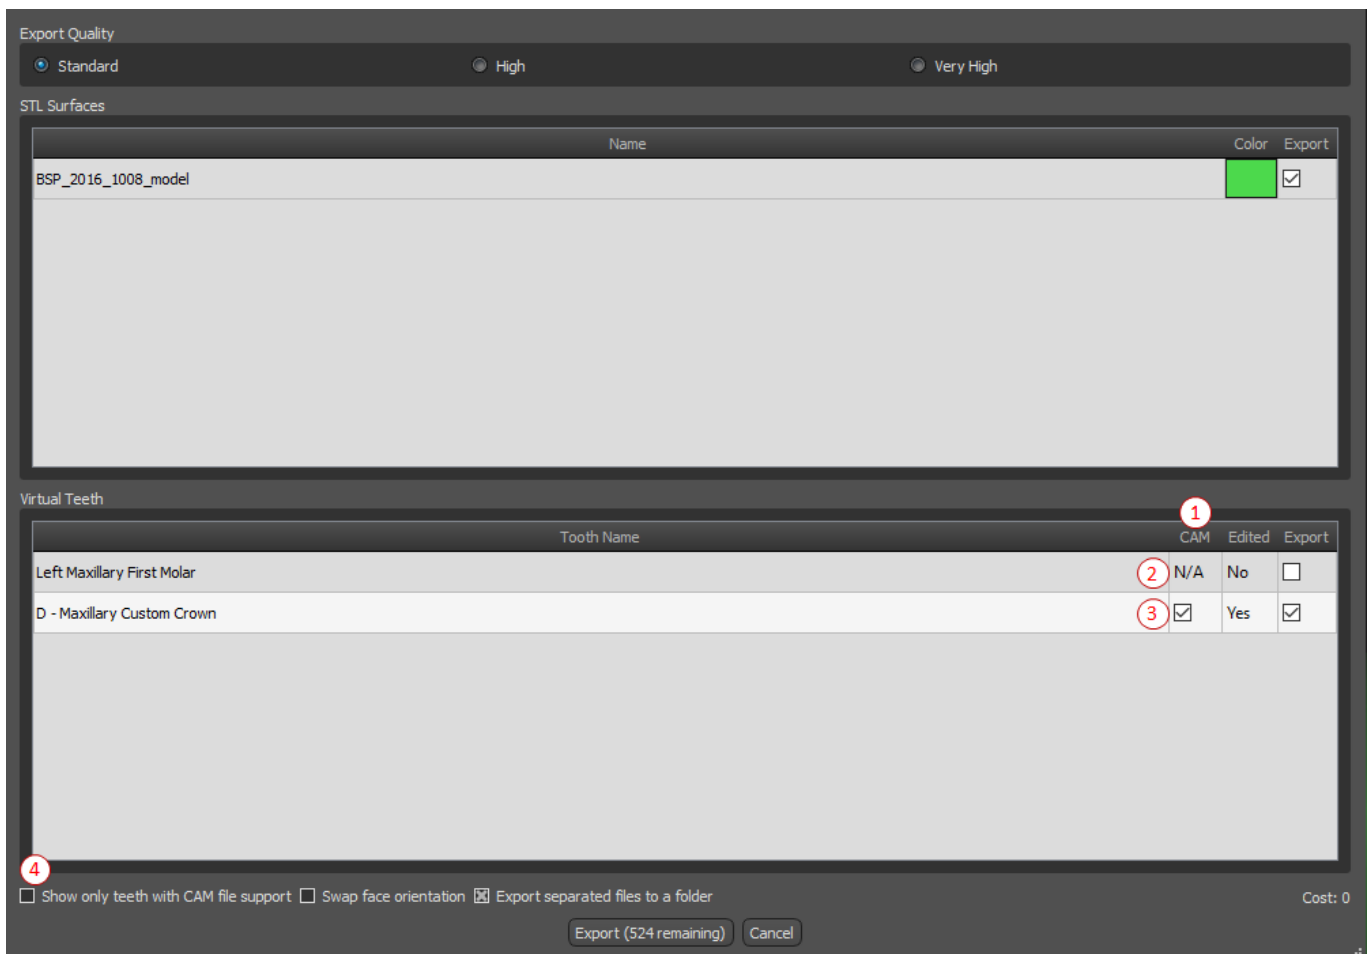 Export Quality
Standard High Very High
STL Surfaces
Name Color Export
BSP_2016_1008_model
Virtual Teeth
1
Tooth Name CAM Edited Export
Left Maxillary First Molar 2 N/A No
D - Maxillary Custom Crown 3 Yes
4
Show only teeth with CAM file support Swap face orientation Export separated files to a folder Cost: 0
Export (524 remaining) Cancel